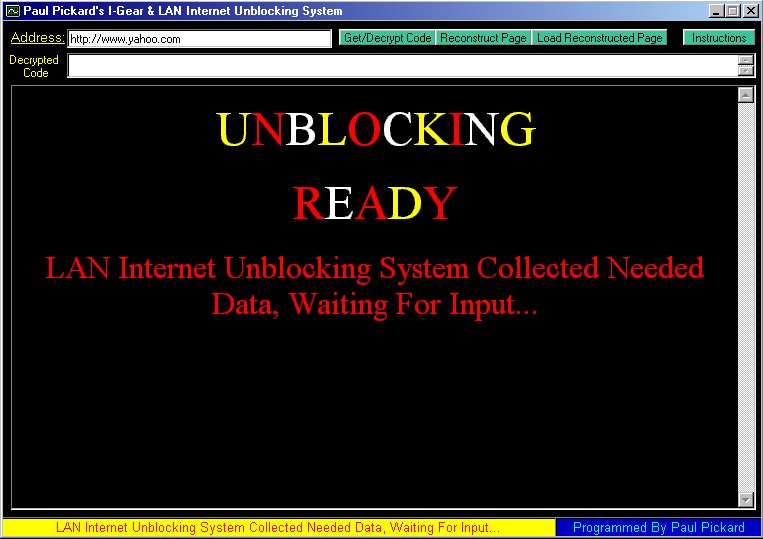 Paul Pickard's I-Gear & LAN Internet Unblocking System
Address: http://www.yahoo.com Get/Decrypt Code Reconstruct Page Load Reconstructed Page Instructions
Decrypted
Code
UNBLOCKING
READY
LAN Internet Unblocking System Collected Needed
Data, Waiting For Input...
LAN Internet Unblocking System Collected Needed Data, Waiting For Input... Programmed By Paul Pickard